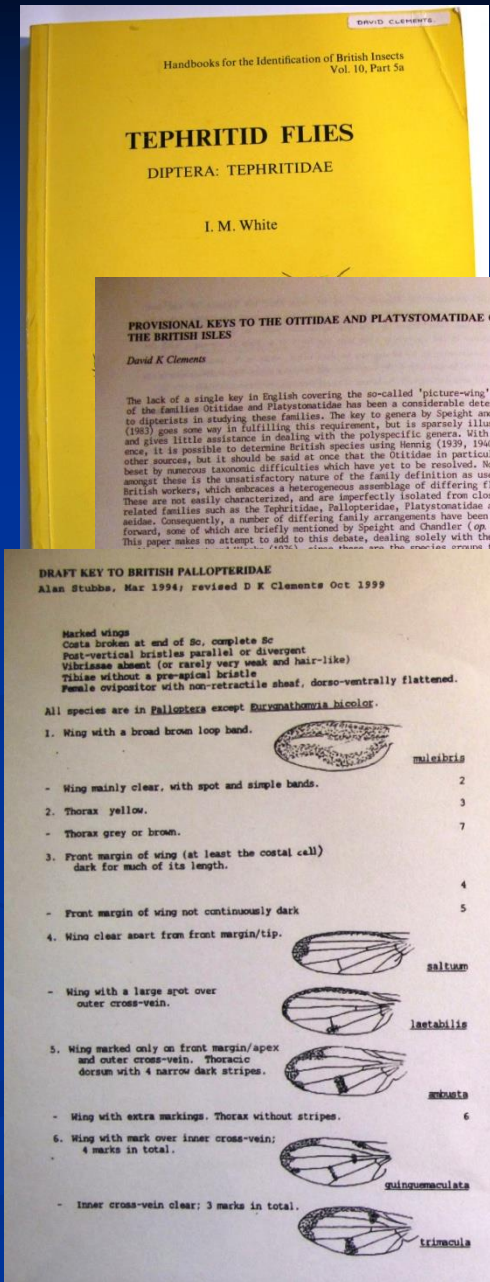 DAVID CLEMENTS
Handbooks for the Identification of British Insects
Vol. 10, Part 5a
TEPHRITID FLIES
DIPTERA: TEPHRITIDAE
I. M. White
PROVISIONAL KEYS TO THE OTITIDAE AND PLATYSTOMATIDAE
THE BRITISH ISLES
David K Clements
The lack of a single key in English covering the so-called 'picture-wing'
of the families Otitidae and Platystomatidae has been a considerable
to dipterists in studying these families. The key to genera by Speight
(1983) goes some way in fulfilling this requirement, but is sparsely
and gives little assistance in dealing with the polyspecific genera. With
it is possible to determine British species using Hennig (1939,
other sources, but it should be said at once that the Otitidae in
beset by numerous taxonomic difficulties which have yet to be resolved.
amongst these is the unsatisfactory nature of the family definition as
British workers, which embraces a heterogeneous assemblage of differing
These are not easily characterized, and are imperfectly isolated from
related families such as the Tephritidae, Pallopteridae, Platystomatidae
Consequently, a number of differing family arrangements have been
forward, some of which are briefly mentioned by Speight and Chandler (op.
This paper makes no attempt to add to this debate, dealing solely with the
(1976), since these are the species groups
DRAFT KEY TO BRITISH PALLOPTERIDAE
Alan Stubbs, Mar 1994; revised D K Clements Oct 1999
Marked wings
Costa broken at end of Sc, complete Sc
Post-vertical bristles parallel or divergent
Vibrissae absent (or rarely very weak and hair-like)
Tibiae without a pre-apical bristle
Female ovipositor with non-retractile sheaf, dorso-ventrally flattened.
All species are in Palloptera except Eurygnathomyia bicolor.
1. Wing with a broad brown loop band.
muleibris
- Wing mainly clear, with spot and simple bands. 2
2. Thorax yellow. 3
- Thorax grey or brown. 7
3. Front margin of wing (at least the costal cell)
dark for much of its length.
4
- Front margin of wing not continuously dark 5
4. Wing clear apart from front margin/tip.
saltuum
- Wing with a large spot over
outer cross-vein.
laetabilis
5. Wing marked only on front margin/apex
and outer cross-vein. Thoracic
dorsum with 4 narrow dark stripes.
ambusta
- Wing with extra markings. Thorax without stripes. 6
6. Wing with mark over inner cross-vein;
4 marks in total.
quinquemaculata
- Inner cross-vein clear; 3 marks in total.
trimacula